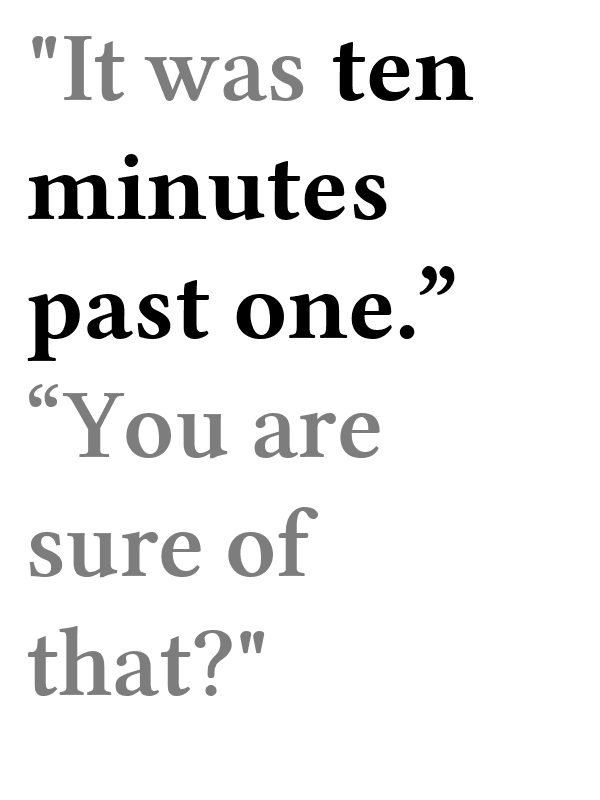 "It was ten
minutes
past one.”
“You are
sure of
that?"